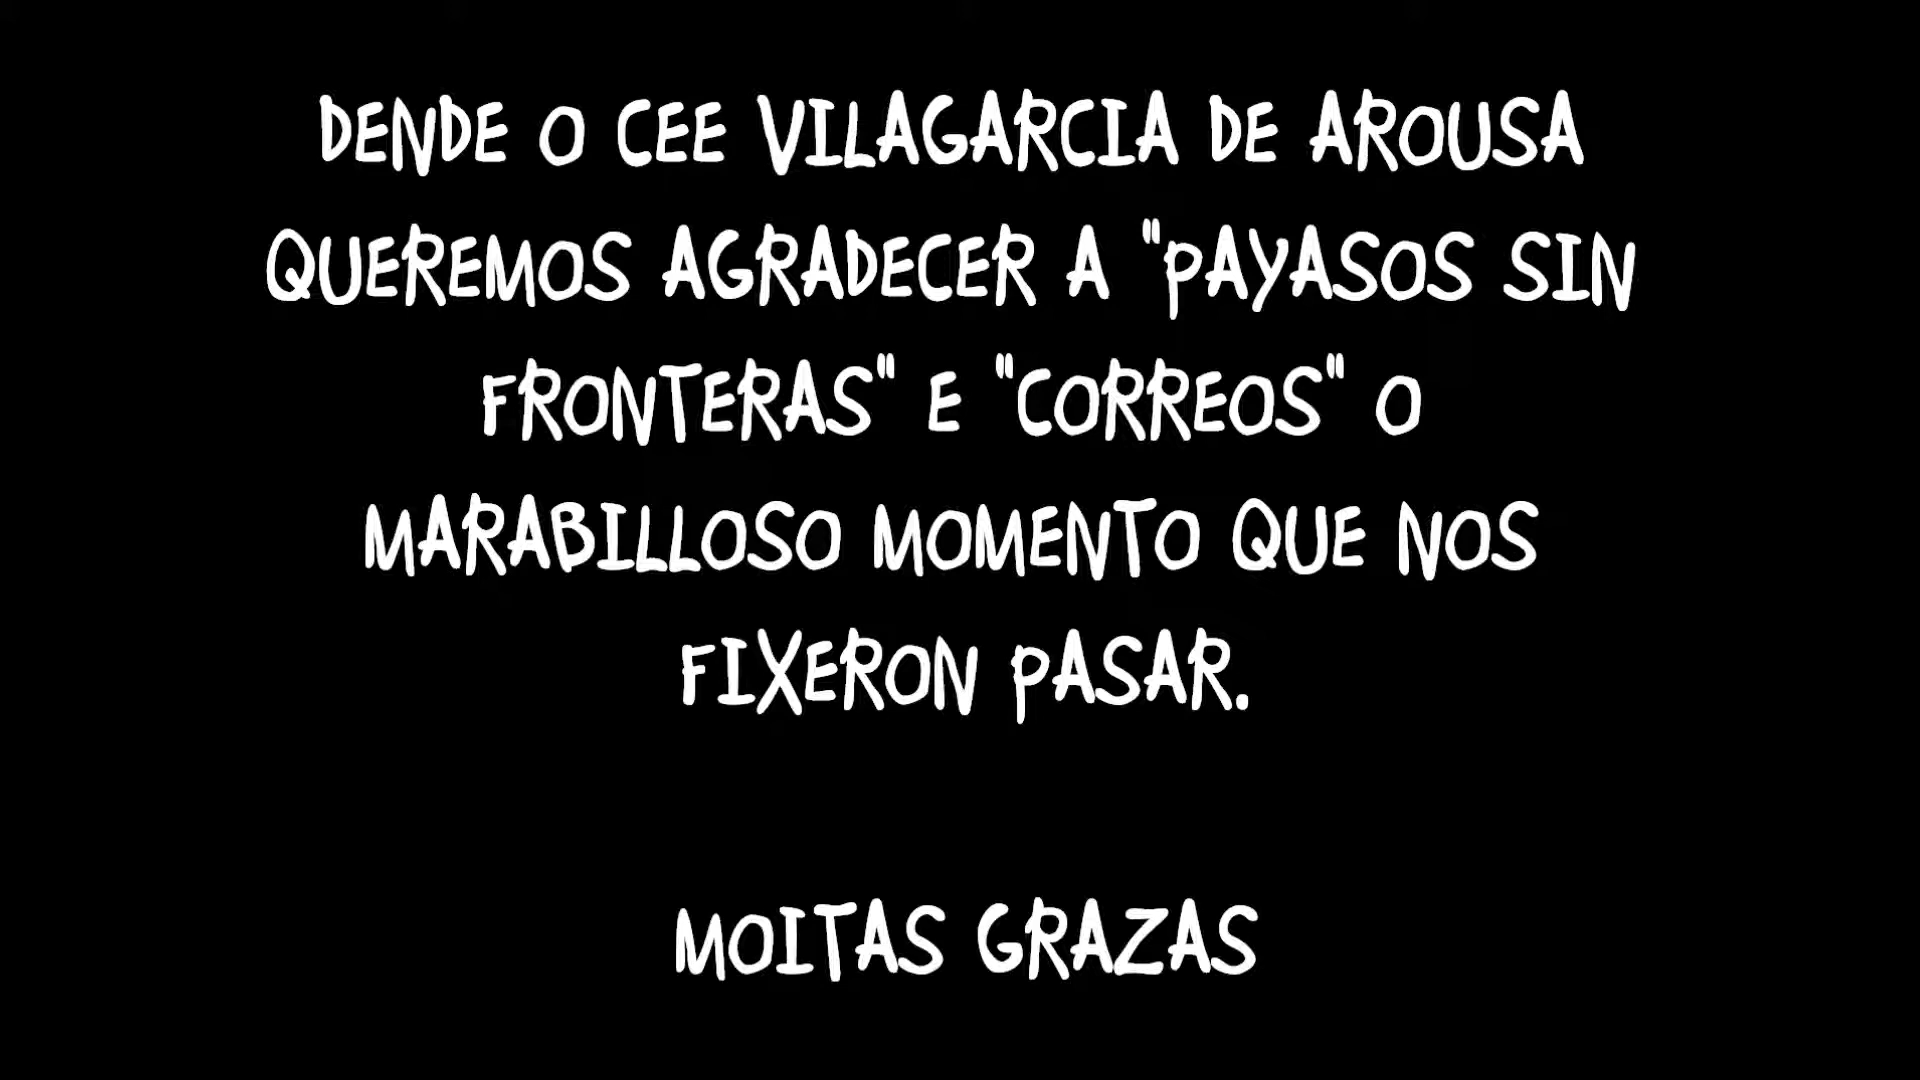 DENDE O CEE VILAGARCIA DE AROUSA
QUEREMOS AGRADECER A "PAYASOS SIN
FRONTERAS" E "CORREOS" O
MARABILLOSO MOMENTO QUE NOS
FIXERON PASAR.
MOITAS GRAZAS